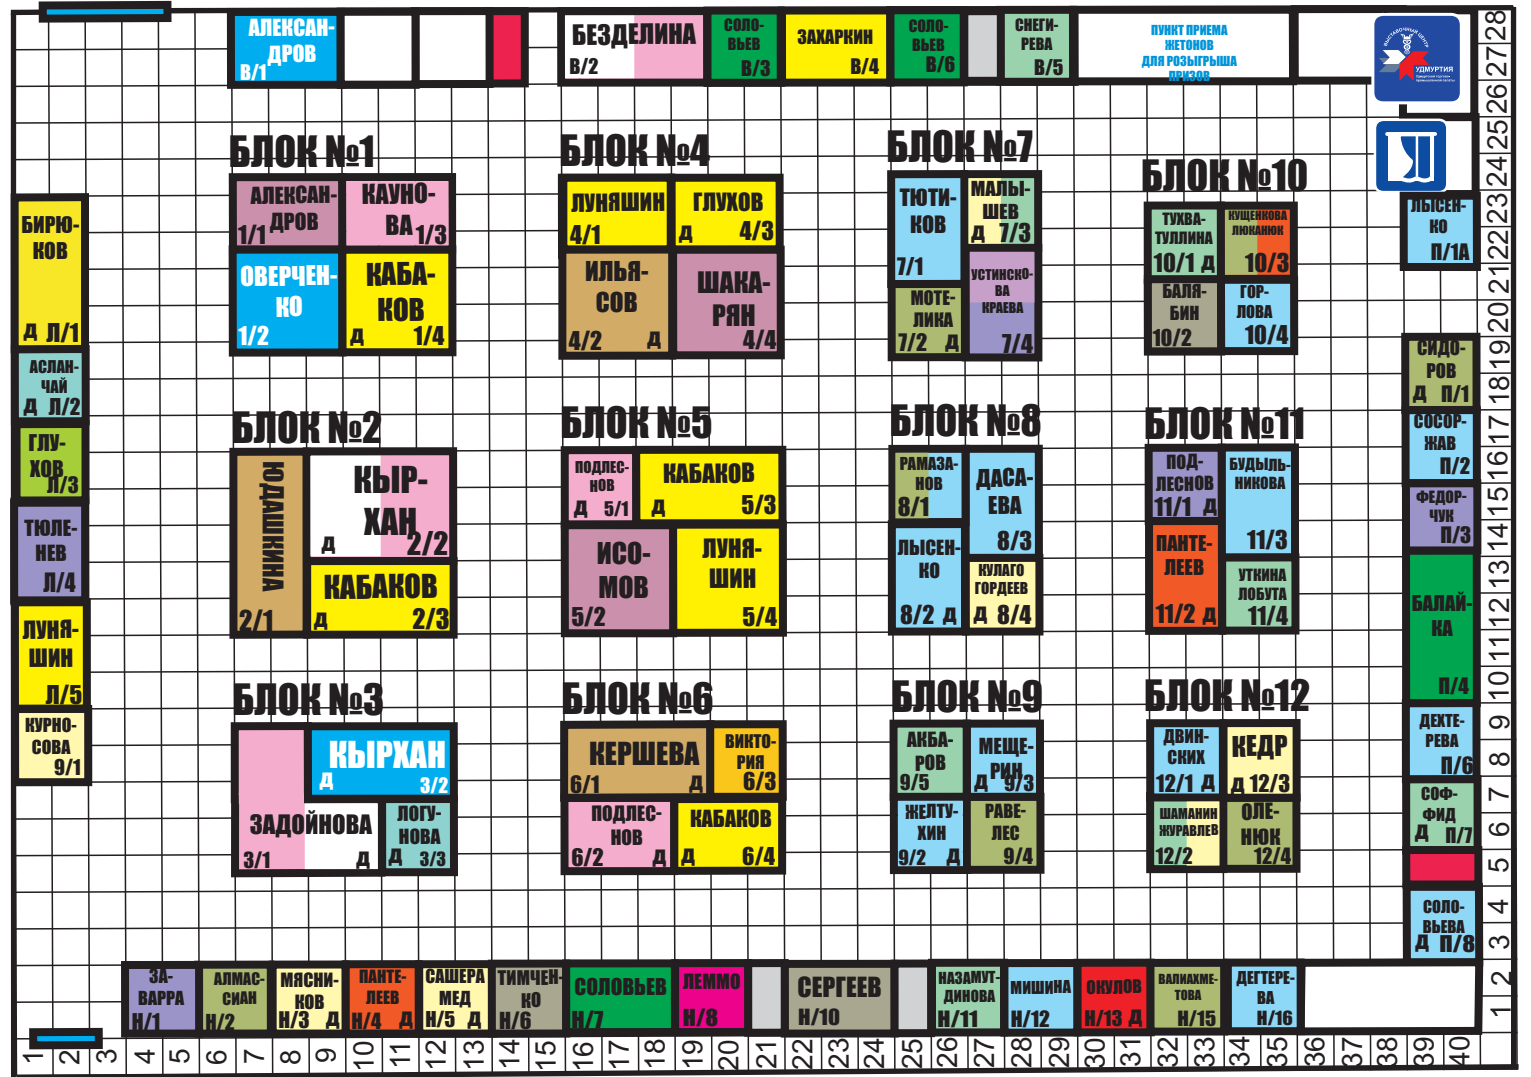 АЛЕКСАН-
ДРОВ
В/1
БЕЗДЕЛИНА
В/2
СОЛО-
ВЬЕВ
В/3
ЗАХАРКИН
В/4
СОЛО-
ВЬЕВ
В/6
СНЕГИ-
РЕВА
В/5
ПУНКТ ПРИЕМА
ЖЕТОНОВ
ДЛЯ РОЗЫГРЫША
ПРИЗОВ
ВЫСТАВОЧНЫЙ ЦЕНТР
УДМУРТИЯ
БЛОК №1
АЛЕКСАН-
ДРОВ
1/1
КАУНО-
ВА 1/3
ОВЕРЧЕН-
КО
1/2
КАБА-
КОВ
Д 1/4
БЛОК №4
ЛУНЯШИН
4/1
ГЛУХОВ
Д 4/3
ИЛЬЯ-
СОВ
4/2 Д
ШАКА-
РЯН
4/4
БЛОК №7
ТЮТИ-
КОВ
7/1
МАЛЫ-
ШЕВ
Д 7/3
МОТЕ-
ЛИКА
7/2 Д
УСТИНСКО-
ВА
КРАЕВА
7/4
БЛОК №10
ТУХВА-
ТУЛЛИНА
10/1 Д
КУЩЕНКОВА
ЛЮКАНЮК
10/3
БАЛЯ-
БИН
10/2
ГОР-
ЛОВА
10/4
БИРЮ-
КОВ
Д Л/1
АСЛАН-
ЧАЙ
Д Л/2
ГЛУ-
ХОВ
Л/3
ТЮЛЕ-
НЕВ
Л/4
ЛУНЯ-
ШИН
Л/5
КУРНО-
СОВА
9/1
БЛОК №2
ЮДАШКИНА
2/1
КЫР-
ХАН
Д 2/2
КАБАКОВ
Д 2/3
БЛОК №5
ПОДЛЕС-
НОВ
Д 5/1
КАБАКОВ
Д 5/3
ИСО-
МОВ
5/2
ЛУНЯ-
ШИН
5/4
БЛОК №8
РАМАЗА-
НОВ
8/1
ДАСА-
ЕВА
8/3
ЛЫСЕН-
КО
8/2 Д
КУЛАГО
ГОРДЕЕВ
Д 8/4
БЛОК №11
ПОД-
ЛЕСНОВ
11/1 Д
БУДЫЛЬ-
НИКОВА
11/3
ПАНТЕ-
ЛЕЕВ
11/2 Д
УТКИНА
ЛОБУТА
11/4
БЛОК №3
ЗАДОЙНОВА
3/1 Д
КЫРХАН
Д 3/2
ЛОГУ-
НОВА
Д 3/3
БЛОК №6
КЕРШЕВА
6/1 Д
ВИКТО-
РИЯ
6/3
ПОДЛЕС-
НОВ
6/2 Д
КАБАКОВ
Д 6/4
БЛОК №9
АКБА-
РОВ
9/5
МЕЩЕ-
РИН
Д 9/3
ЖЕЛТУ-
ХИН
9/2 Д
РАВЕ-
ЛЕС
9/4
БЛОК №12
ДВИН-
СКИХ
12/1 Д
КЕДР
Д 12/3
ШАМАНИН
ЖУРАВЛЕВ
12/2
ОЛЕ-
НЮК
12/4
ЛЫСЕН-
КО
П/1А
СИДО-
РОВ
Д П/1
СОСОР-
ЖАВ
П/2
ФЕДОР-
ЧУК
П/3
БАЛАЙ-
КА
П/4
ДЕХТЕ-
РЕВА
П/6
СОФ-
ФИД
Д П/7
СОЛО-
ВЬЕВА
Д П/8
ЗА-
ВАРРА
Н/1
АЛМАС-
СИАН
Н/2
МЯСНИ-
КОВ
Н/3 Д
ПАНТЕ-
ЛЕЕВ
Н/4 Д
САШЕРА
МЕД
Н/5 Д
ТИМЧЕН-
КО
Н/6
СОЛОВЬЕВ
Н/7
ЛЕММО
Н/8
СЕРГЕЕВ
Н/10
НАЗАМУТ-
ДИНОВА
Н/11
МИШИНА
Н/12
ОКУЛОВ
Н/13 Д
ВАЛИАХМЕ-
ТОВА
Н/15
ДЕГТЕРЕ-
ВА
Н/16
28
27
26
25
24
23
22
21
20
19
18
17
16
15
14
13
12
11
10
9
8
7
6
5
4
3
2
1
1 2 3 4 5 6 7 8 9 10 11 12 13 14 15 16 17 18 19 20 21 22 23 24 25 26 27 28 29 30 31 32 33 34 35 36 37 38 39 40